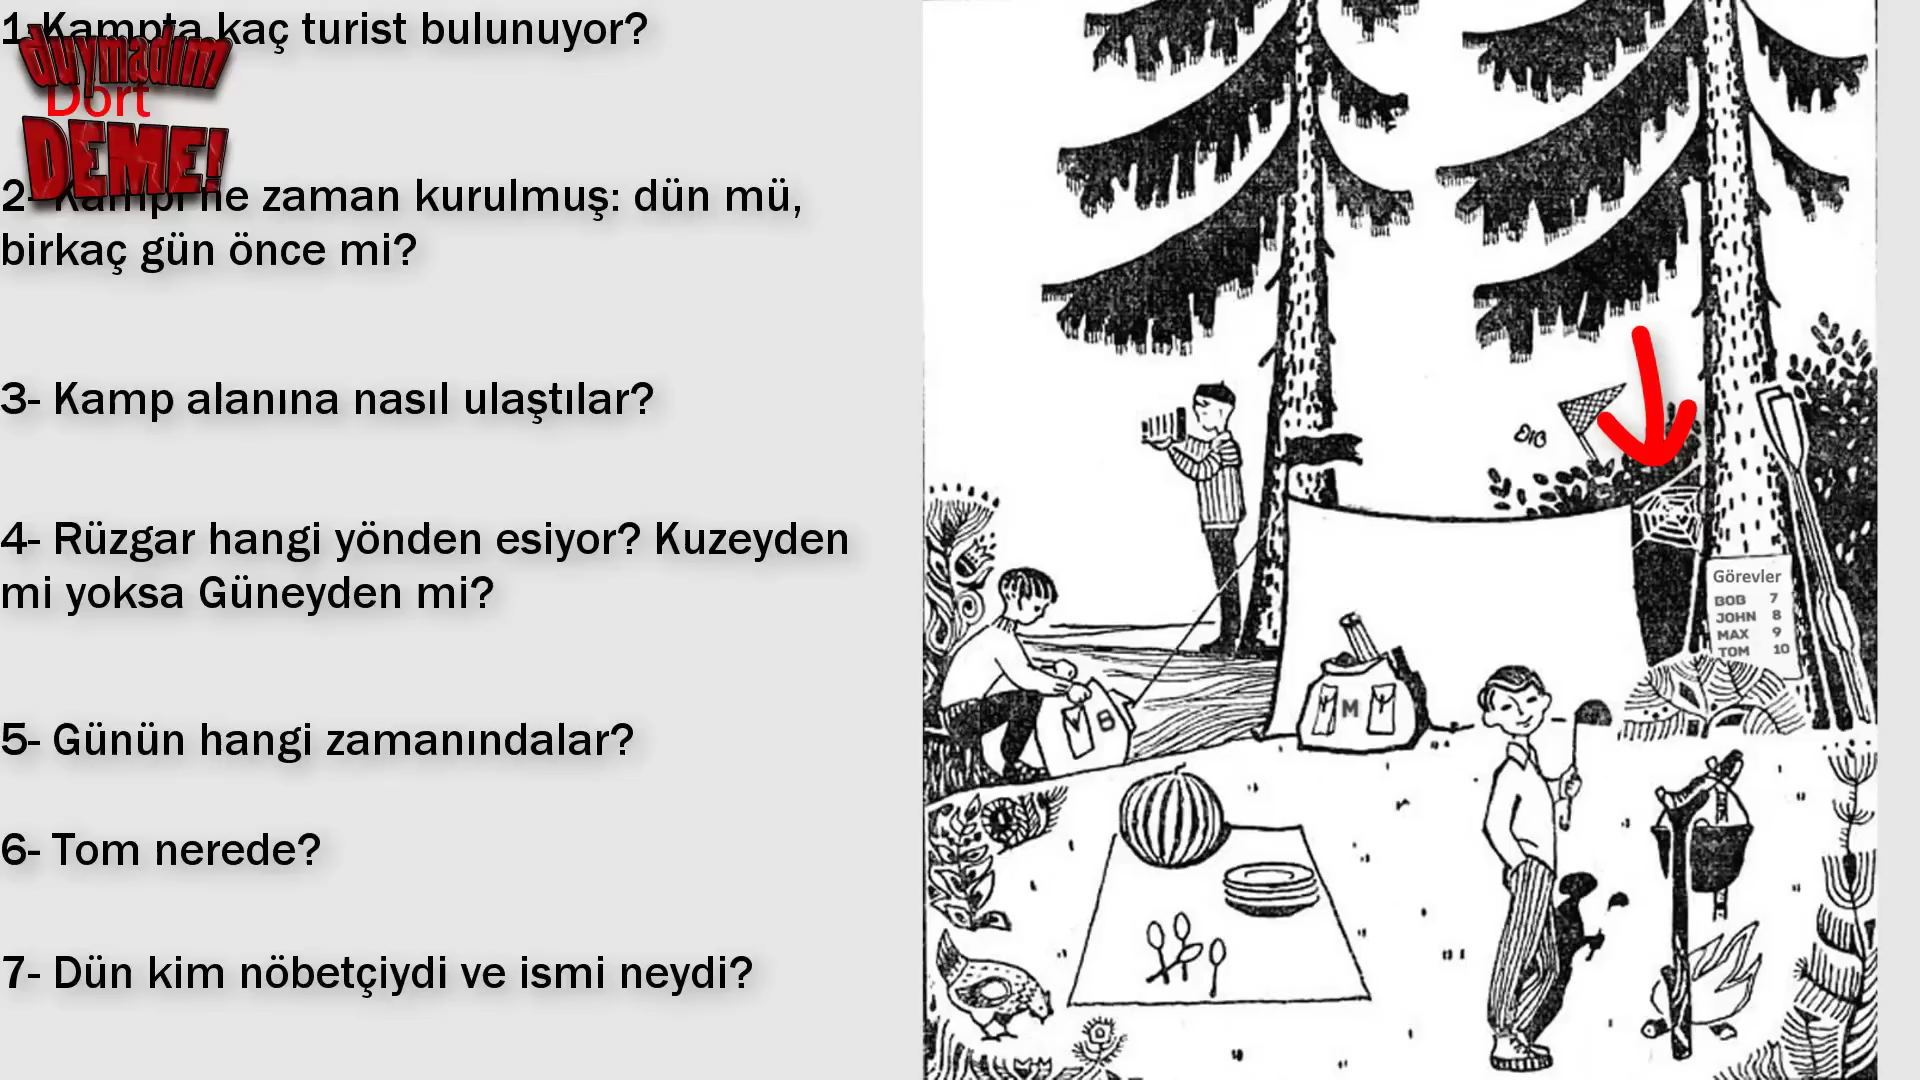 1-Kampta kaç turist bulunuyor?
duymadım
Dört
DEME!
2- Kampı ne zaman kurulmuş: dün mü,
birkaç gün önce mi?
3- Kamp alanına nasıl ulaştılar?
4- Rüzgar hangi yönden esiyor? Kuzeyden
mi yoksa Güneyden mi?
5- Günün hangi zamanındalar?
6- Tom nerede?
7- Dün kim nöbetçiydi ve ismi neydi?
Görevler
BOB 7
JOHN 8
MAX 9
TOM 10
B
M